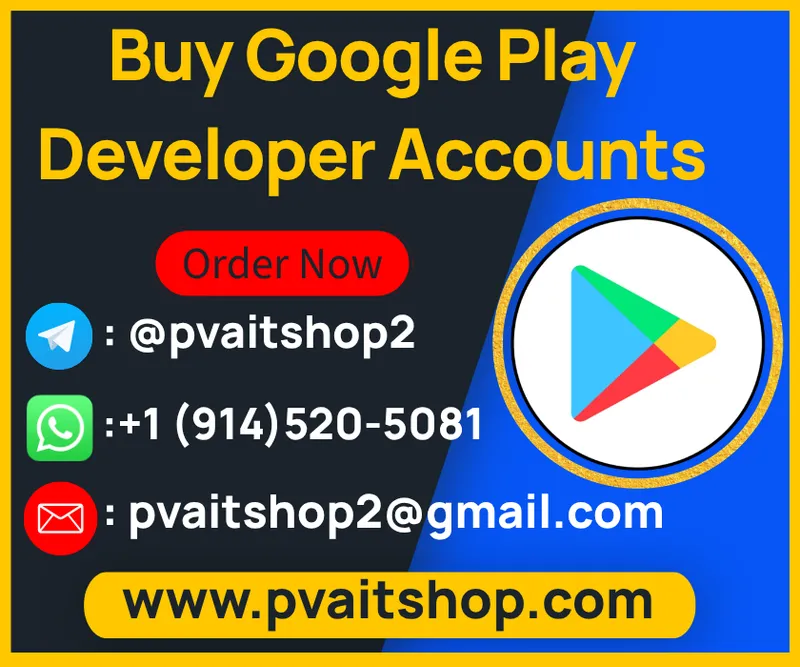 Buy Google Play
Developer Accounts
Order Now
: @pvaitshop2
:+1 (914)520-5081
: pvaitshop2@gmail.com
www.pvaitshop.com